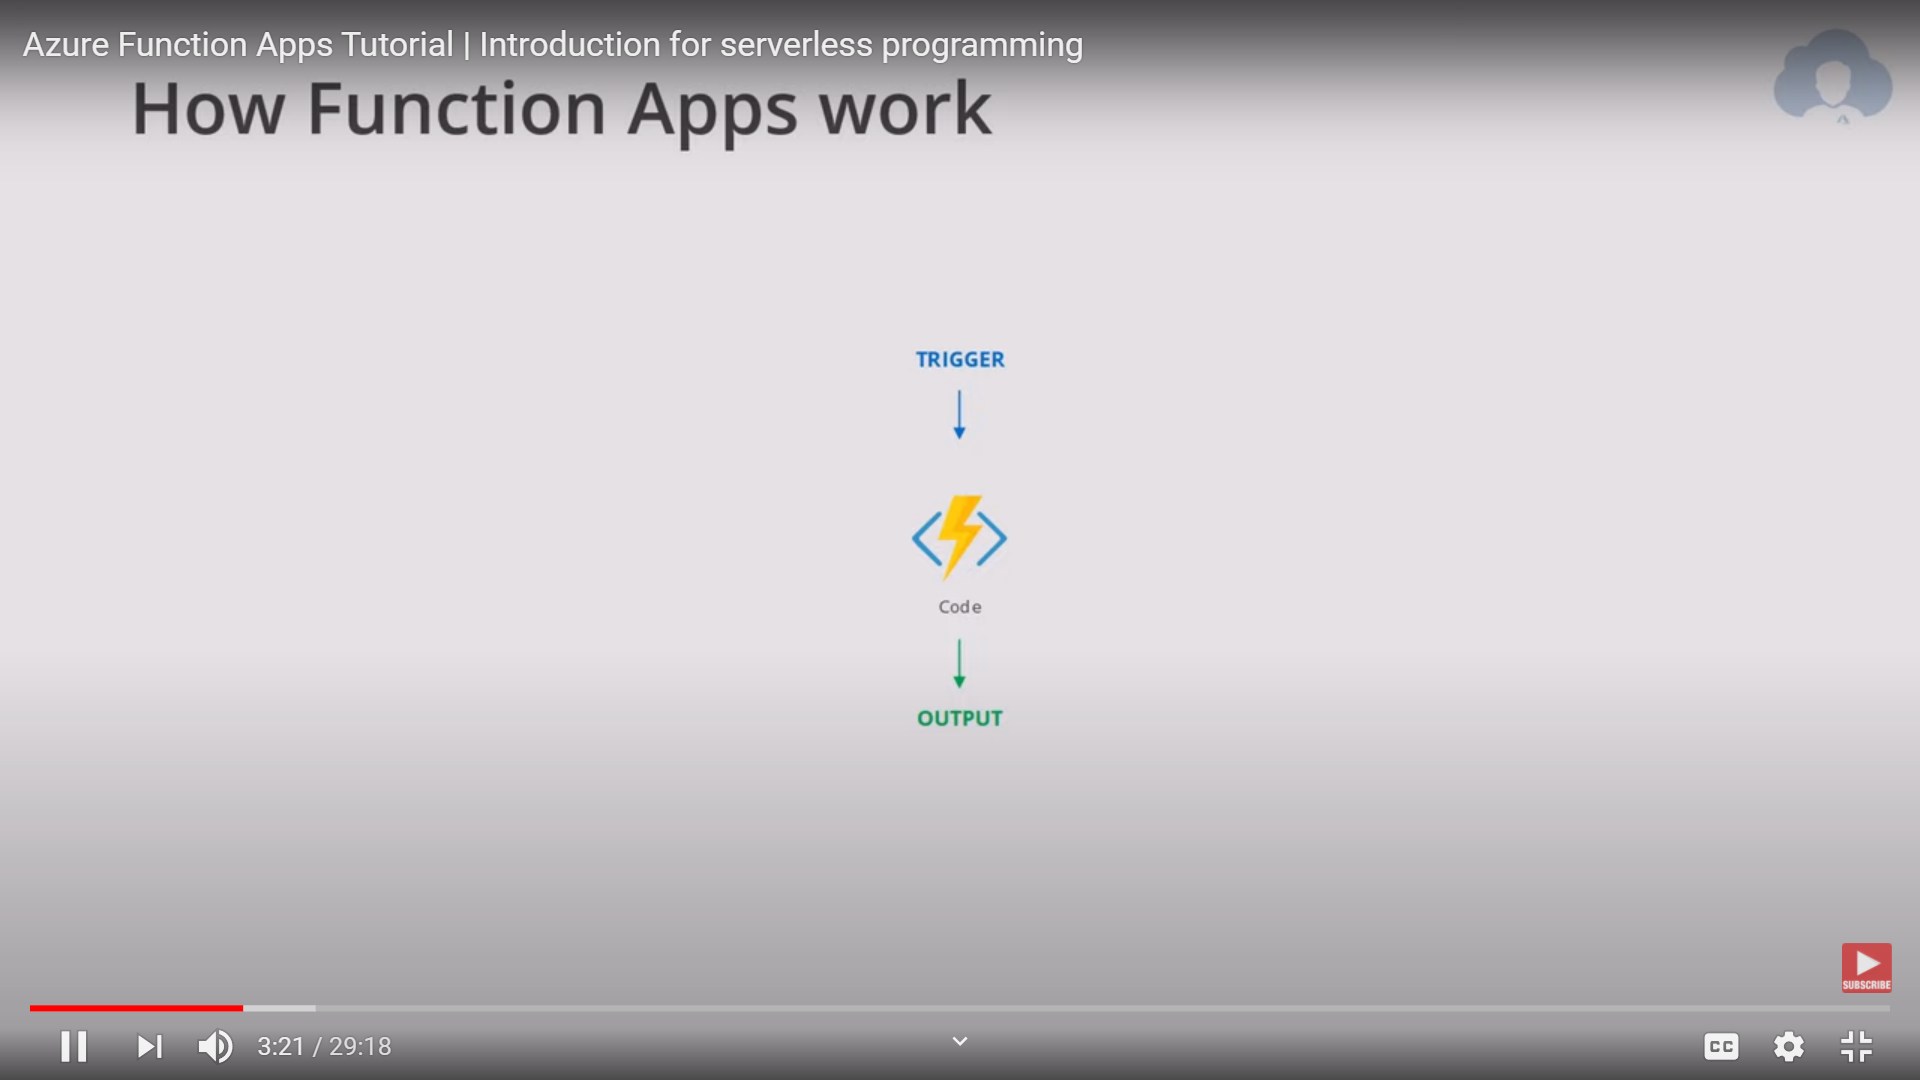 Azure Function Apps Tutorial | Introduction for serverless programming
How Function Apps work
TRIGGER
Code
OUTPUT
SUBSCRIBE
3:21 / 29:18
CC